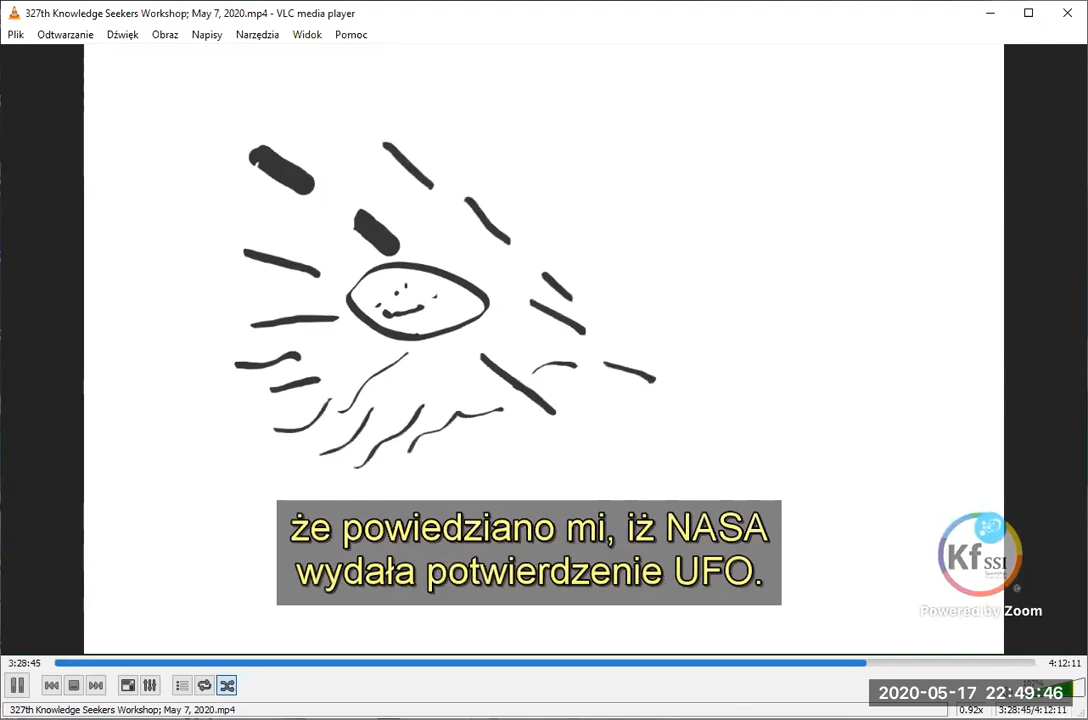 327th Knowledge Seekers Workshop; May 7, 2020.mp4 - VLC media player
Plik Odtwarzanie Dźwięk Obraz Napisy Narzędzia Widok Pomoc
że powiedziano mi, iż NASA
wydała potwierdzenie UFO.
Kf SSI
Powered by Zoom
3:28:45 4:12:11
102%
2020-05-17 22:49:46
327th Knowledge Seekers Workshop; May 7, 2020.mp4 0.92x 3:28:45/4:12:11